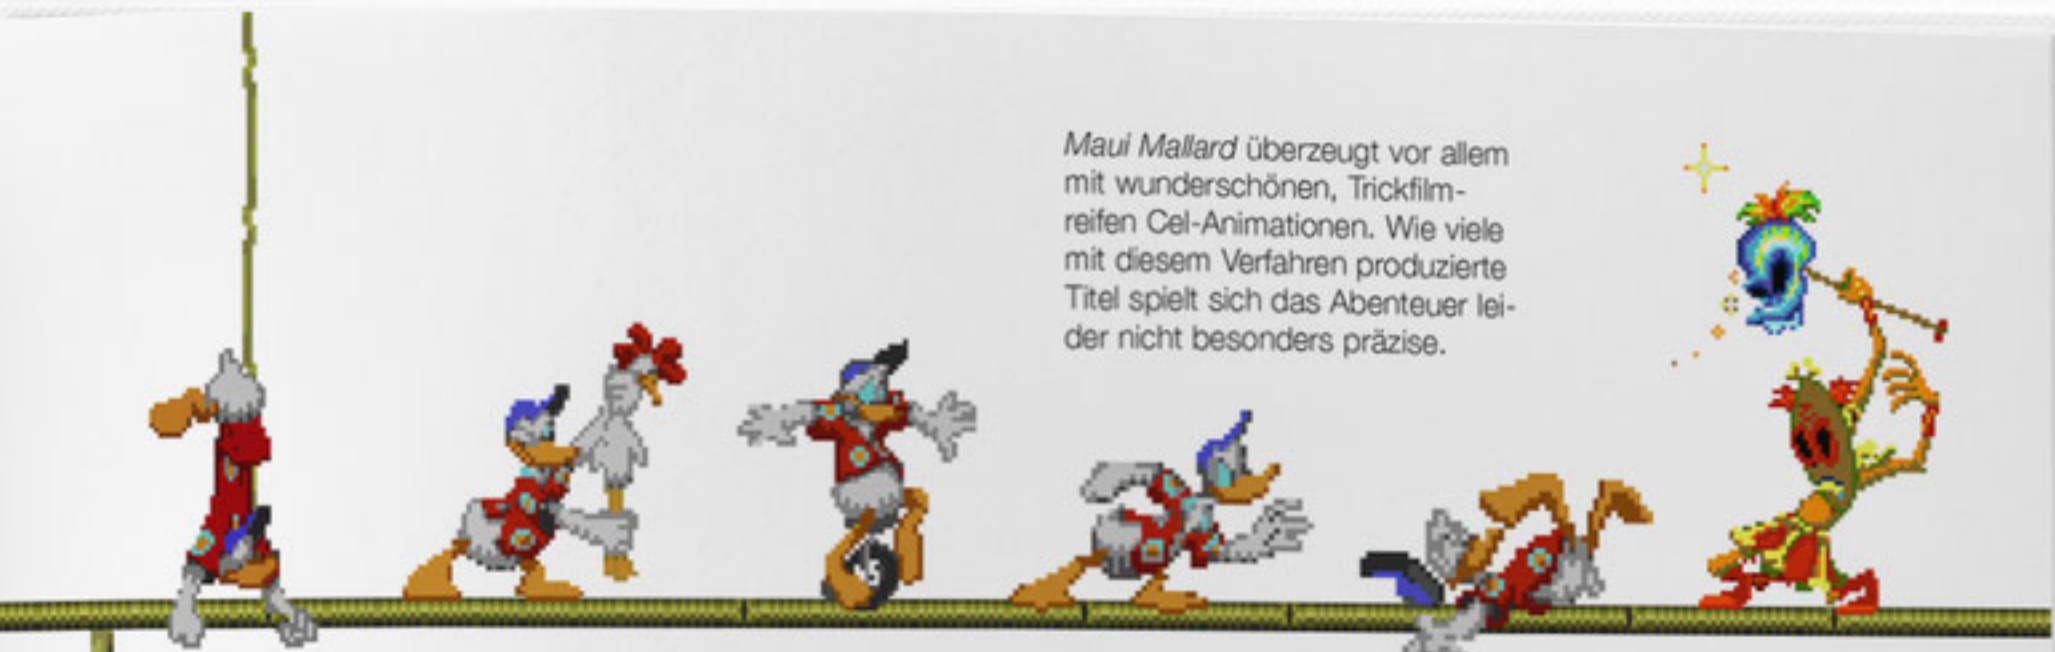 Maui Mallard überzeugt vor allem
mit wunderschönen, Trickfilm-
reifen Cel-Animationen. Wie viele
mit diesem Verfahren produzierte
Titel spielt sich das Abenteuer lei-
der nicht besonders präzise.